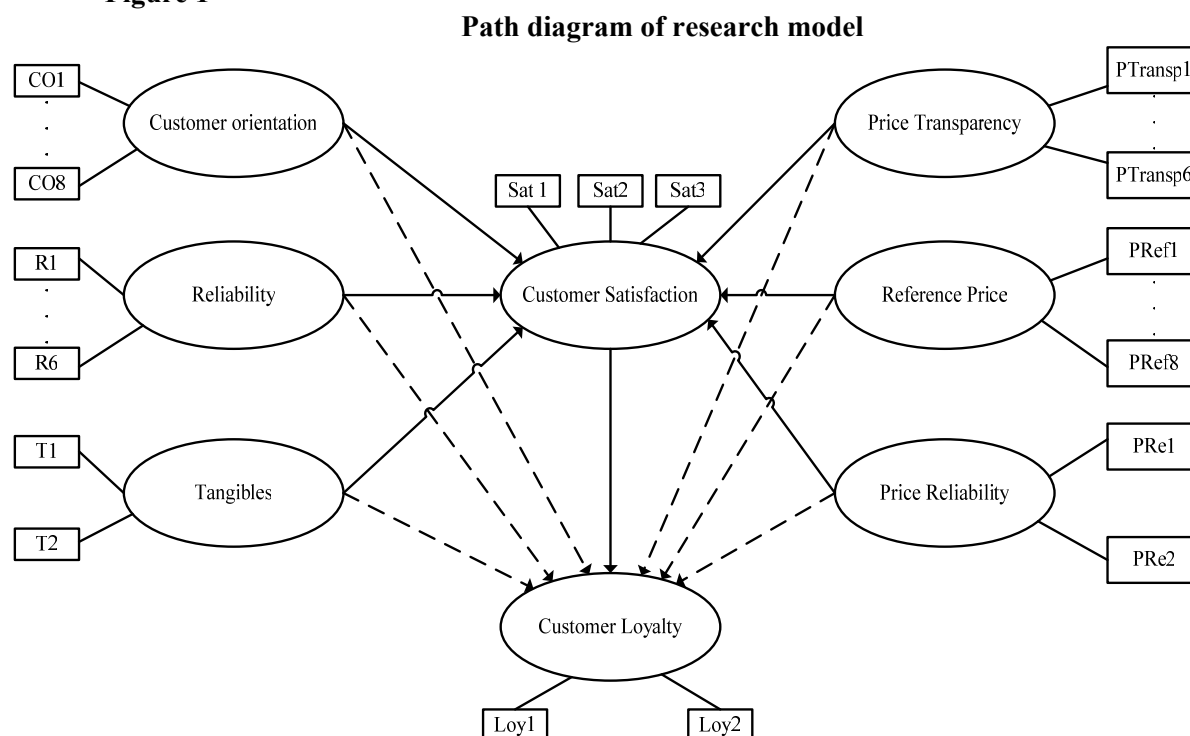 Figure 1
Path diagram of research model
CO1
CO8
Customer orientation
R1
R6
Reliability
T1
T2
Tangibles
Sat 1
Sat2
Sat3
Customer Satisfaction
Customer Loyalty
Loy1
Loy2
Price Transparency
PTransp1
PTransp6
Reference Price
PRef1
PRef8
Price Reliability
PRe1
PRe2